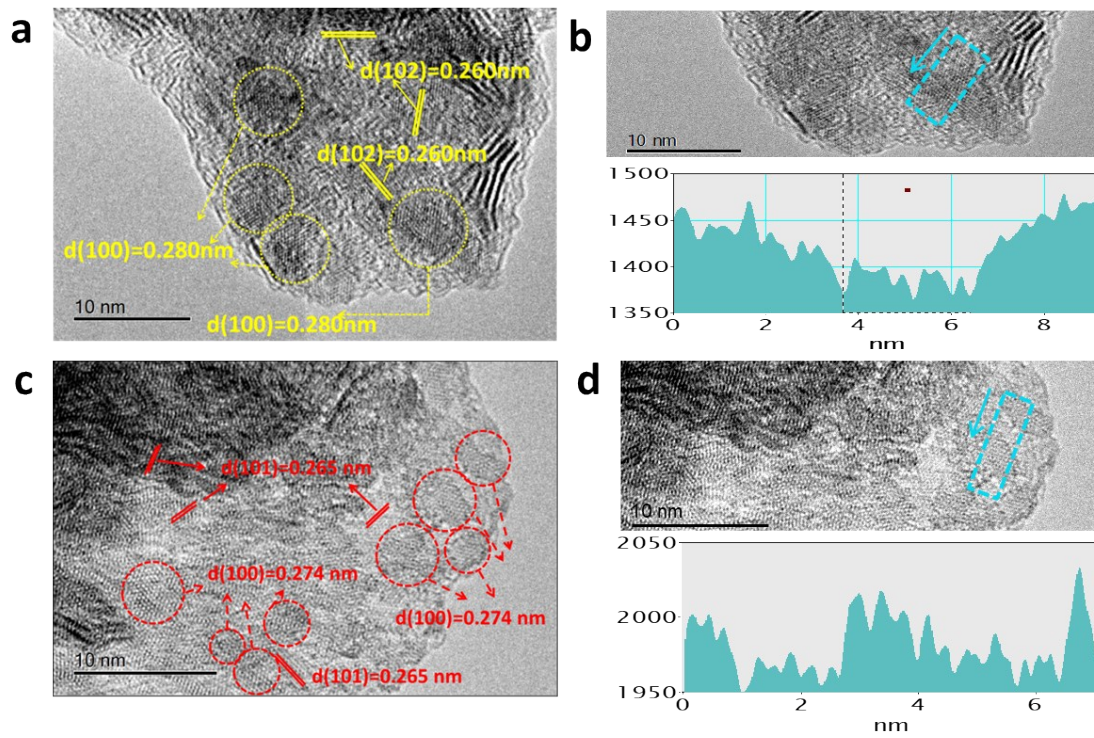 a
d(102)=0.260nm
d(102)=0.260nm
d(100)=0.280nm
d(100)=0.280nm
10 nm
b
10 nm
1500
1450
1400
1350
0 2 4 6 8
nm
c
d(101)=0.265 nm
d(100)=0.274 nm
d(100)=0.274 nm
d(101)=0.265 nm
10 nm
d
10 nm
2050
2000
1950
0 2 4 6
nm